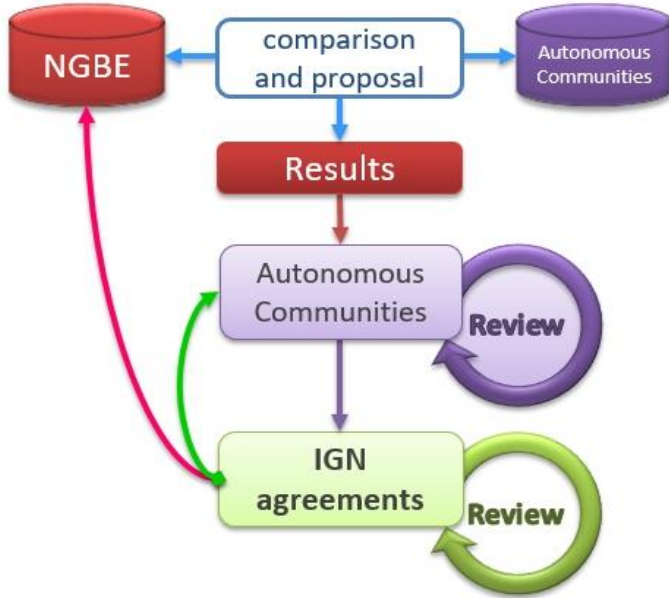 NGBE
comparison
and proposal
Autonomous
Communities
Results
Autonomous
Communities
Review
IGN
agreements
Review